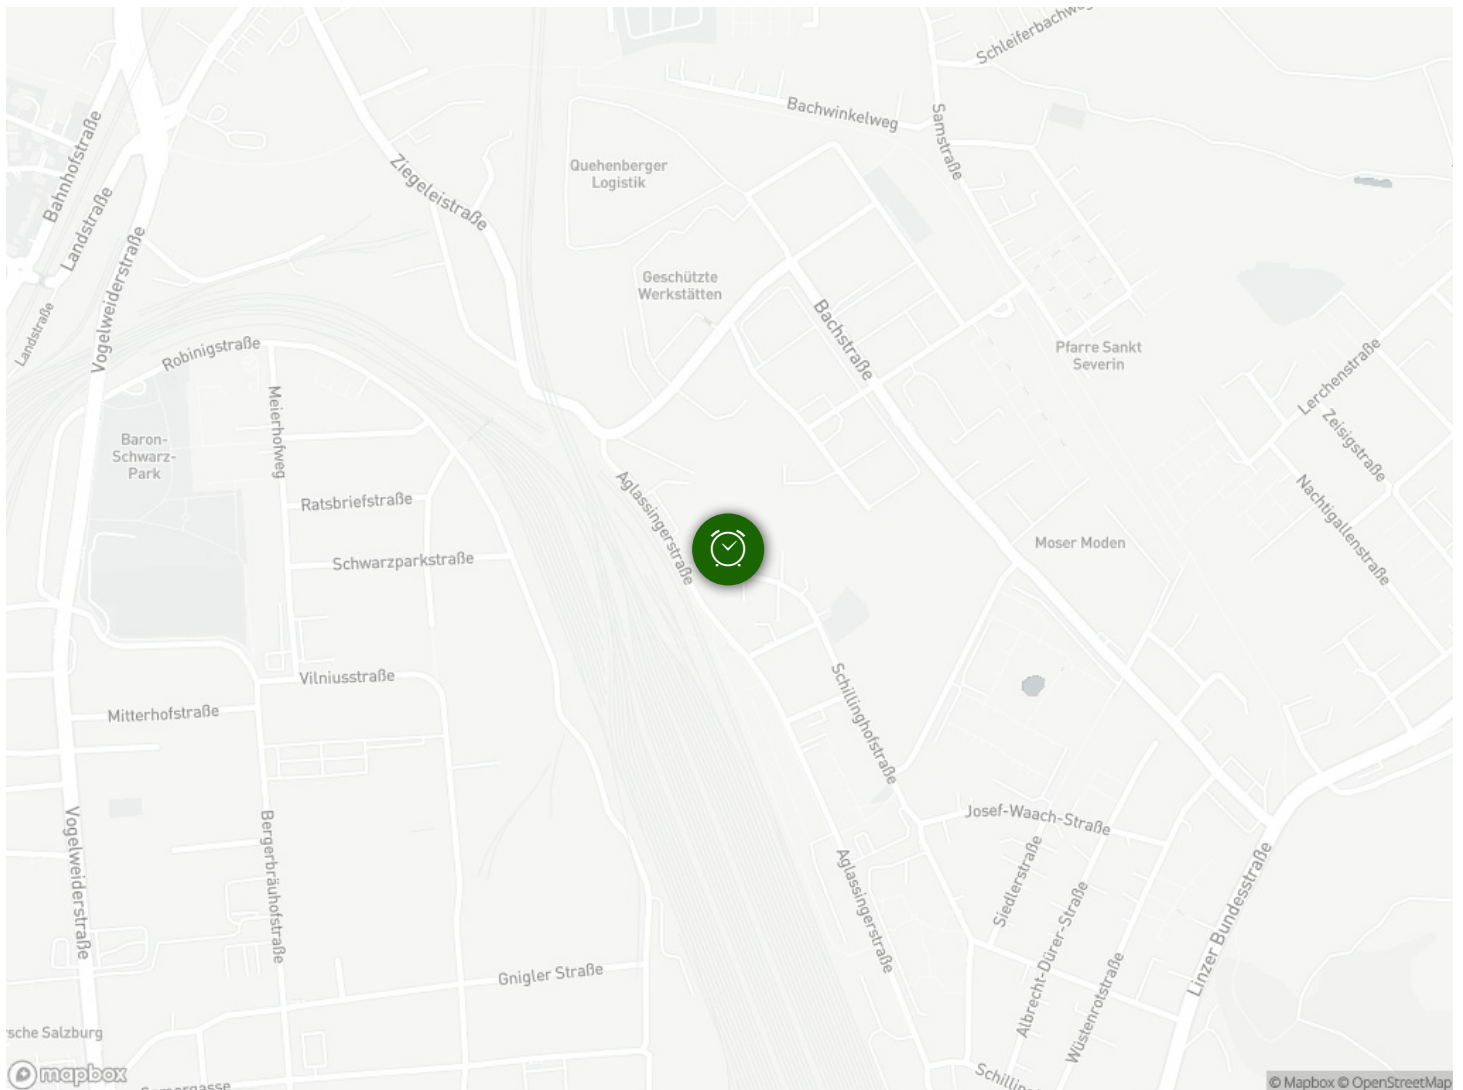 Schleiferbachweg
Bachwinkelweg
Samstraße
Bahnhofstraße
Landstraße
Ziegeleistraße
Quehenberger
Logistik
Vogelweiderstraße
Geschützte
Werkstätten
Landstraße
Robinigstraße
Bachstraße
Pfarre Sankt
Severin
Lerchenstraße
Meierhofweg
Zeisigstraße
Baron-
Schwarz-
Park
Ratsbriefstraße
Aglassingerstraße
Nachtigallenstraße
Moser Moden
Schwarzparkstraße
Vilniusstraße
Schillinghofstraße
Mitterhofstraße
Vogelweiderstraße
Bergerbräuhofstraße
Josef-Waach-Straße
Siedlerstraße
Aglassingerstraße
Albrecht-Dürer-Straße
Linzer Bundesstraße
Gnigler Straße
Wüstenrotstraße
sche Salzburg
mapbox
© Mapbox © OpenStreetMap